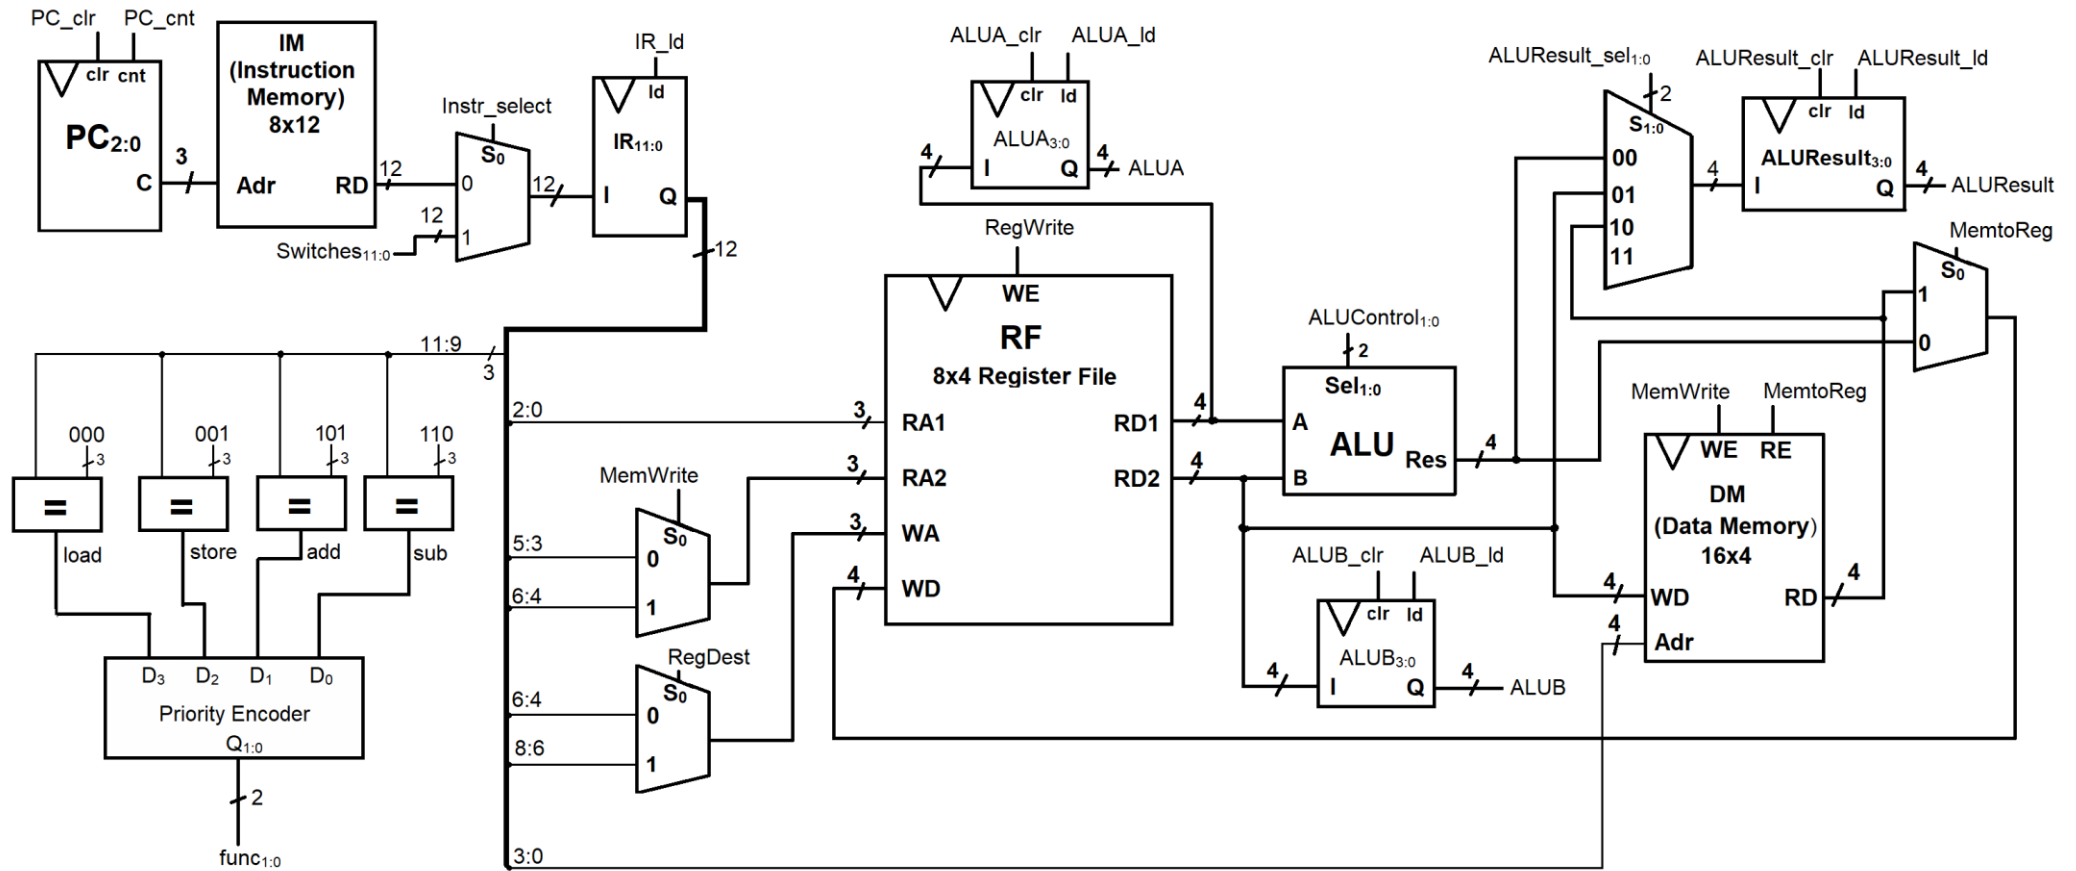 PC_clr PC_cnt
clr cnt
PC2:0
C
3
IM
(Instruction
Memory)
8x12
Adr RD
12
Instr_select
S0
0
1
12
Switches11:0
12
IR_ld
ld
IR11:0
I Q
12
ALUA_clr ALUA_ld
clr ld
ALUA3:0
I Q
4
4
ALUA
RegWrite
WE
RF
8x4 Register File
RA1
RA2
WA
WD
RD1
RD2
3
3
3
4
4
4
ALUControl1:0
2
Sel1:0
A
ALU
B
Res
4
ALUResult_sel1:0
2
S1:0
00
01
10
11
4
ALUResult_clr ALUResult_ld
clr ld
ALUResult3:0
I Q
4
ALUResult
MemtoReg
S0
1
0
MemWrite MemtoReg
WE RE
DM
(Data Memory)
16x4
WD RD
Adr
4
4
4
ALUB_clr ALUB_ld
clr ld
ALUB3:0
I Q
4
4
ALUB
11:9
3
000 001 101 110
3 3 3 3
= = = =
load store add sub
D3 D2 D1 D0
Priority Encoder
Q1:0
2
func1:0
2:0
MemWrite
S0
5:3
0
6:4
1
RegDest
S0
6:4
0
8:6
1
3:0